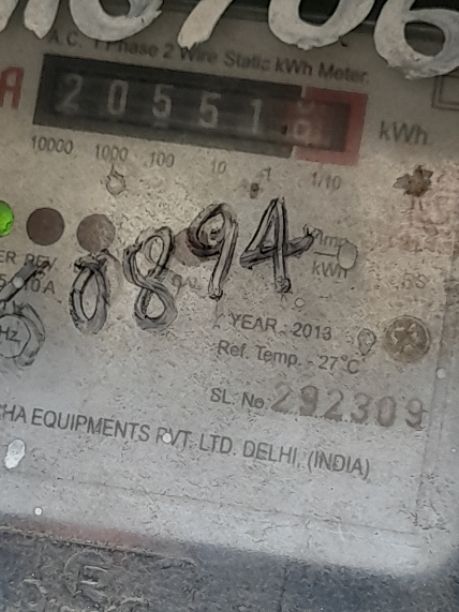 A.C. 1 Phase 2 Wire Static kWh Meter.
20551
kWh
10000 1000 100 10 1 1/10
0894
kWh
YEAR : 2013
Ref. Temp. - 27°C
SL. No. 292309
CHA EQUIPMENTS PVT. LTD. DELHI, (INDIA)